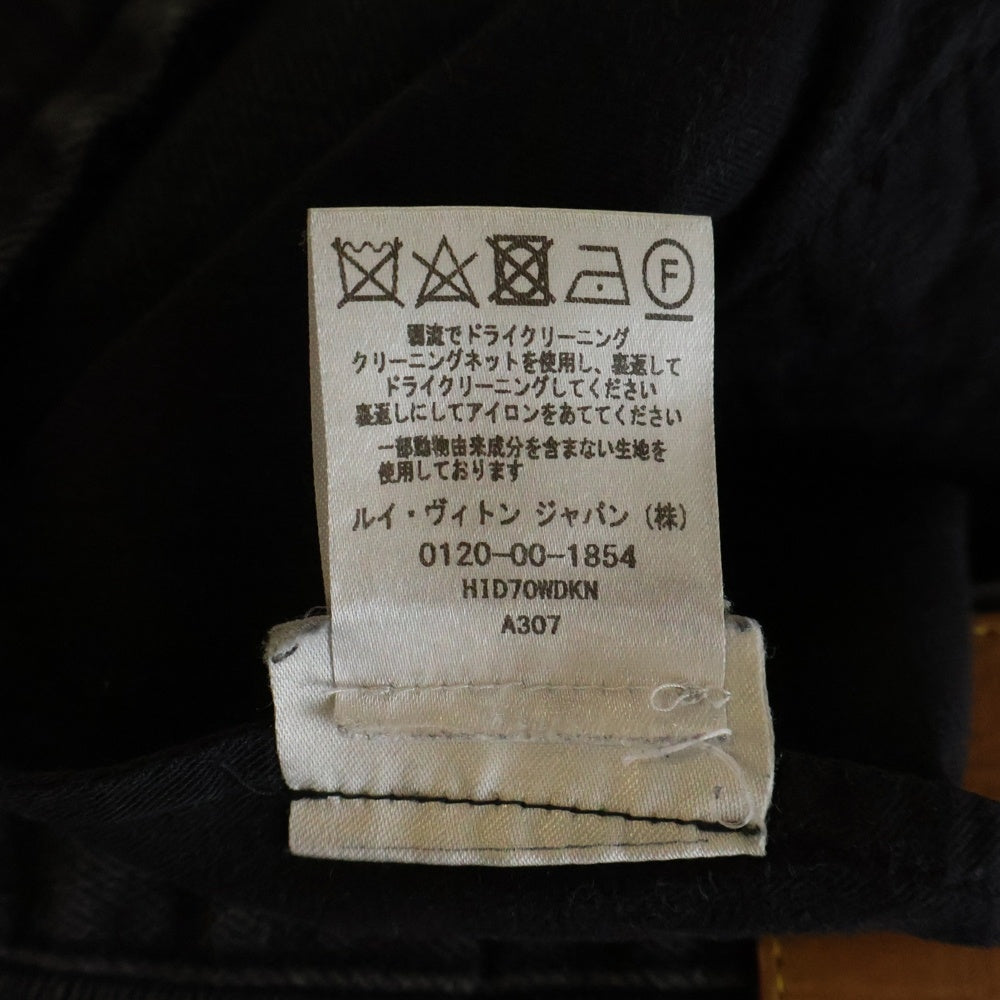 F
弱流でドライクリーニング
クリーニングネットを使用し、裏返して
ドライクリーニングしてください
裏返しにしてアイロンをあててください
一部動物由来成分を含まない生地を
使用しております
ルイ・ヴィトン ジャパン (株)
0120-00-1854
HID70WDKN
A307